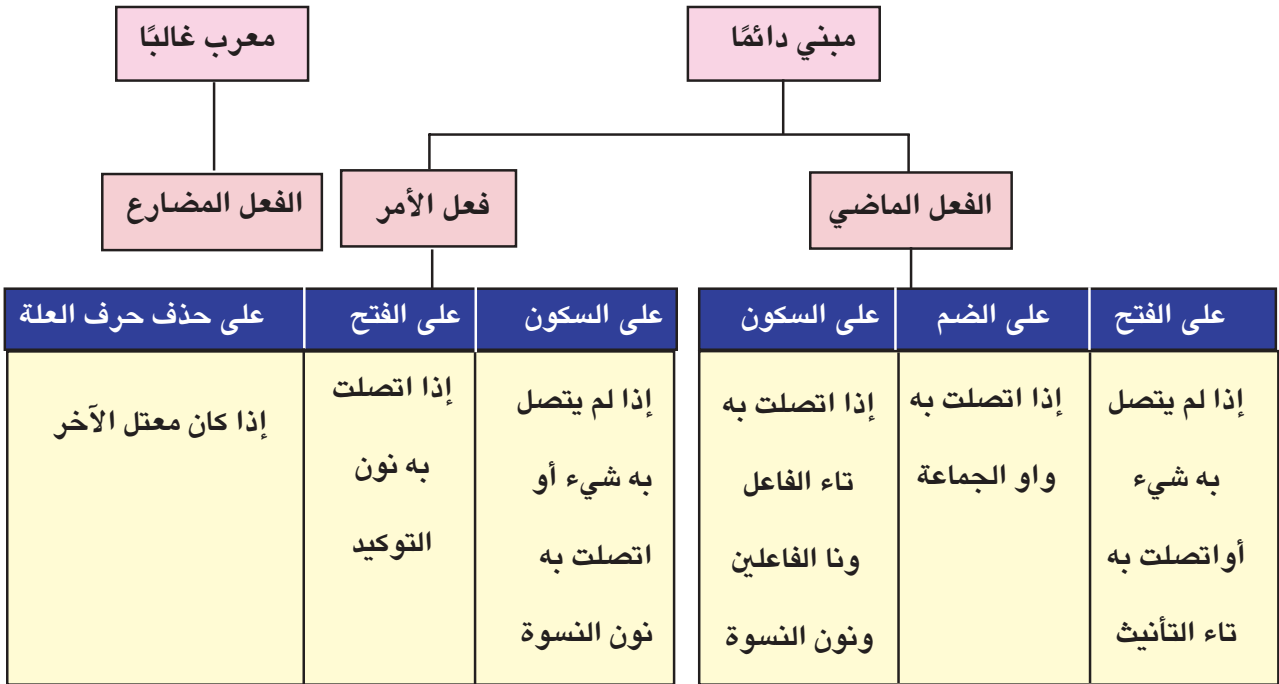 مبني دائمًا
معرب غالبًا
الفعل الماضي
فعل الأمر
الفعل المضارع
على الفتح
على الضم
على السكون
إذا لم يتصل
به شيء
أواتصلت به
تاء التأنيث
إذا اتصلت به
واو الجماعة
إذا اتصلت به
تاء الفاعل
ونا الفاعلين
ونون النسوة
على السكون
على الفتح
على حذف حرف العلة
إذا لم يتصل
به شيء أو
اتصلت به
نون النسوة
إذا اتصلت
به نون
التوكيد
إذا كان معتل الآخر